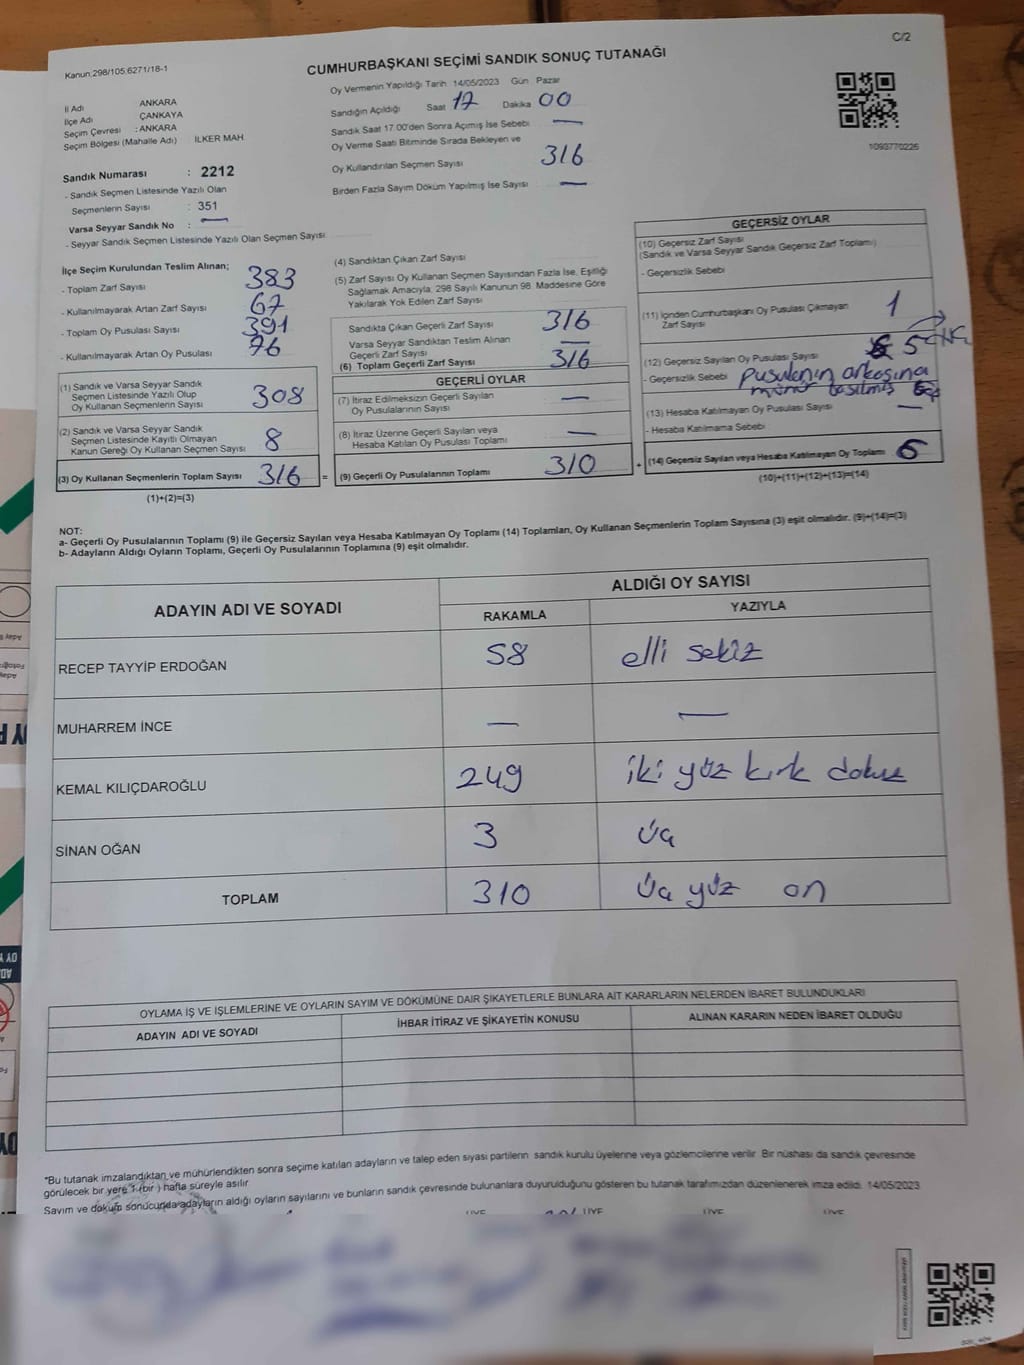 C/2
Kanun:298/105;6271/18-1
CUMHURBAŞKANI SEÇİMİ SANDIK SONUÇ TUTANAĞI
İl Adı ANKARA
İlçe Adı ÇANKAYA
Seçim Çevresi : ANKARA
Seçim Bölgesi (Mahalle Adı) İLKER MAH
Oy Vermenin Yapıldığı Tarih 14/05/2023 Gün Pazar
Sandığın Açıldığı Saat 17 Dakika 00
Sandık Saat 17.00'den Sonra Açımış İse Sebebi —
Oy Verme Saati Bitiminde Sırada Bekleyen ve
Oy Kullandırılan Seçmen Sayısı 316
Birden Fazla Sayım Döküm Yapılmış İse Sayısı —
1093770226
Sandık Numarası : 2212
- Sandık Seçmen Listesinde Yazılı Olan
Seçmenlerin Sayısı : 351
Varsa Seyyar Sandık No : —
- Seyyar Sandık Seçmen Listesinde Yazılı Olan Seçmen Sayısı
İlçe Seçim Kurulundan Teslim Alınan;
- Toplam Zarf Sayısı 383
- Kullanılmayarak Artan Zarf Sayısı 67
- Toplam Oy Pusulası Sayısı 391
- Kullanılmayarak Artan Oy Pusulası 76
(1) Sandık ve Varsa Seyyar Sandık
Seçmen Listesinde Yazılı Olup
Oy Kullanan Seçmenlerin Sayısı 308
(2) Sandık ve Varsa Seyyar Sandık
Seçmen Listesinde Kayıtlı Olmayan
Kanun Gereği Oy Kullanan Seçmen Sayısı 8
(3) Oy Kullanan Seçmenlerin Toplam Sayısı 316 =
(1)+(2)=(3)
(4) Sandıktan Çıkan Zarf Sayısı
(5) Zarf Sayısı Oy Kullanan Seçmen Sayısından Fazla İse, Eşitliği
Sağlamak Amacıyla, 298 Sayılı Kanunun 98. Maddesine Göre
Yakılarak Yok Edilen Zarf Sayısı
Sandıkta Çıkan Geçerli Zarf Sayısı 316
Varsa Seyyar Sandıktan Teslim Alınan
Geçerli Zarf Sayısı —
(6) Toplam Geçerli Zarf Sayısı 316
GEÇERLİ OYLAR
(7) İtiraz Edilmeksizin Geçerli Sayılan
Oy Pusulalarının Sayısı —
(8) İtiraz Üzerine Geçerli Sayılan ve
Hesaba Katılan Oy Pusulası Toplamı —
(9) Geçerli Oy Pusulalarının Toplamı 310 +
GEÇERSİZ OYLAR
(10) Geçersiz Zarf Sayısı
(Sandık ve Varsa Seyyar Sandık Geçersiz Zarf Toplamı)
- Geçersizlik Sebebi
(11) İçinden Cumhurbaşkanı Oy Pusulası Çıkmayan
Zarf Sayısı 1
(12) Geçersiz Sayılan Oy Pusulası Sayısı 5
- Geçersizlik Sebebi pusulanın arkasına
mühür basılmış
(13) Hesaba Katılmayan Oy Pusulası Sayısı —
- Hesaba Katılmama Sebebi
(14) Geçersiz Sayılan veya Hesaba Katılmayan Oy Toplamı 6
(10)+(11)+(12)+(13)=(14)
NOT:
a- Geçerli Oy Pusulalarının Toplamı (9) ile Geçersiz Sayılan veya Hesaba Katılmayan Oy Toplamı (14) Toplamları, Oy Kullanan Seçmenlerin Toplam Sayısına (3) eşit olmalıdır. (9)+(14)=(3)
b- Adayların Aldığı Oyların Toplamı, Geçerli Oy Pusulalarının Toplamına (9) eşit olmalıdır.
ADAYIN ADI VE SOYADI
ALDIĞI OY SAYISI
RAKAMLA YAZIYLA
RECEP TAYYİP ERDOĞAN 58 elli sekiz
MUHARREM İNCE — —
KEMAL KILIÇDAROĞLU 249 iki yüz kırk dokuz
SİNAN OĞAN 3 Üç
TOPLAM 310 Üç yüz on
OYLAMA İŞ VE İŞLEMLERİNE VE OYLARIN SAYIM VE DÖKÜMÜNE DAİR ŞİKAYETLERLE BUNLARA AİT KARARLARIN NELERDEN İBARET BULUNDUKLARI
ADAYIN ADI VE SOYADI İHBAR İTİRAZ VE ŞİKAYETİN KONUSU ALINAN KARARIN NEDEN İBARET OLDUĞU
*Bu tutanak imzalandıktan ve mühürlendikten sonra seçime katılan adayların ve talep eden siyasi partilerin sandık kurulu üyelerine veya gözlemcilerine verilir. Bir nüshası da sandık çevresinde
görülecek bir yere 1 (bir ) hafta süreyle asılır.
Sayım ve döküm sonucunda adayların aldığı oyların sayılarını ve bunların sandık çevresinde bulunanlara duyurulduğunu gösteren bu tutanak tarafımızdan düzenlenerek imza edildi. 14/05/2023
ÜYE ÜYE ÜYE ÜYE